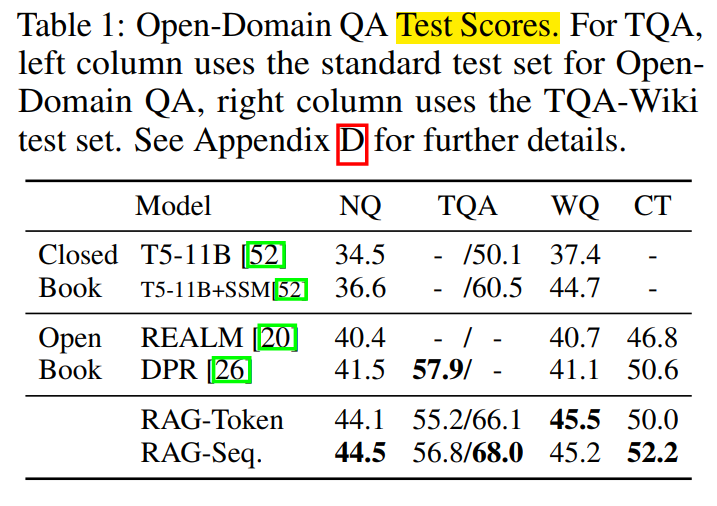 Table 1: Open-Domain QA Test Scores. For TQA,
left column uses the standard test set for Open-
Domain QA, right column uses the TQA-Wiki
test set. See Appendix D for further details.
Model NQ TQA WQ CT
Closed T5-11B [52] 34.5 - /50.1 37.4 -
Book T5-11B+SSM[52] 36.6 - /60.5 44.7 -
Open REALM [20] 40.4 - / - 40.7 46.8
Book DPR [26] 41.5 57.9/ - 41.1 50.6
RAG-Token 44.1 55.2/66.1 45.5 50.0
RAG-Seq. 44.5 56.8/68.0 45.2 52.2